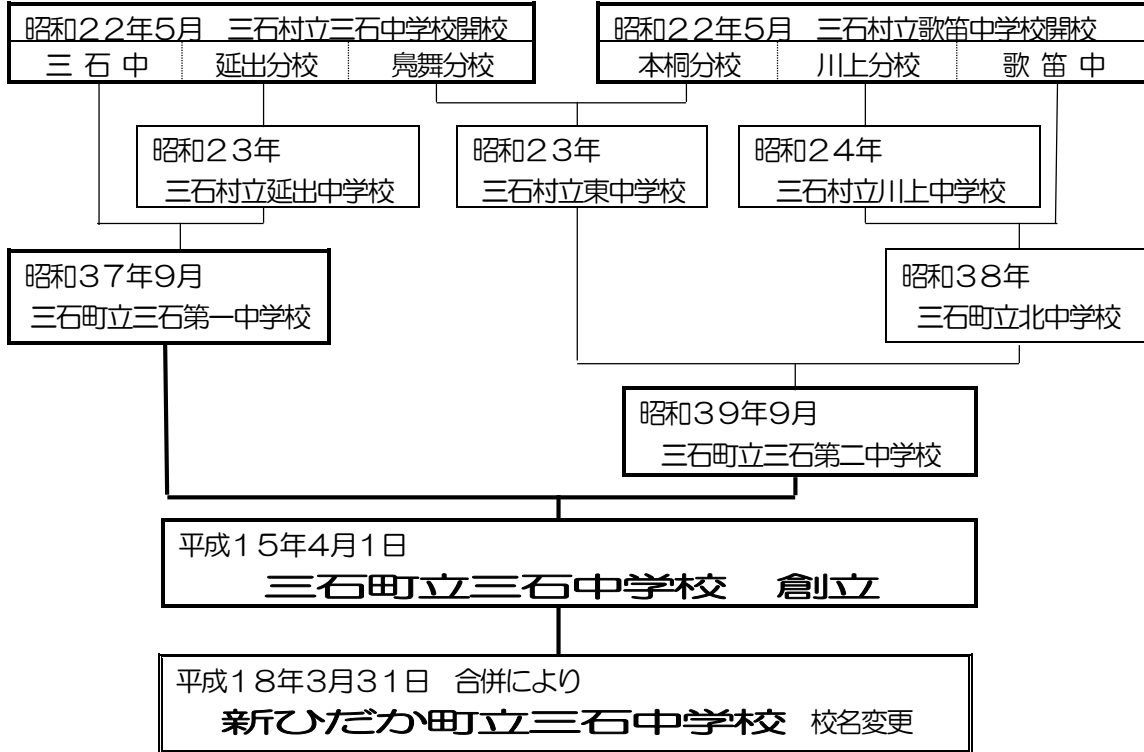 昭和22年5月　三石村立三石中学校開校
三 石 中　延出分校　鳧舞分校
昭和22年5月　三石村立歌笛中学校開校
本桐分校　川上分校　歌 笛 中
昭和23年
三石村立延出中学校
昭和23年
三石村立東中学校
昭和24年
三石村立川上中学校
昭和37年9月
三石町立三石第一中学校
昭和38年
三石町立北中学校
昭和39年9月
三石町立三石第二中学校
平成15年4月1日
三石町立三石中学校　創立
平成18年3月31日　合併により
新ひだか町立三石中学校 校名変更